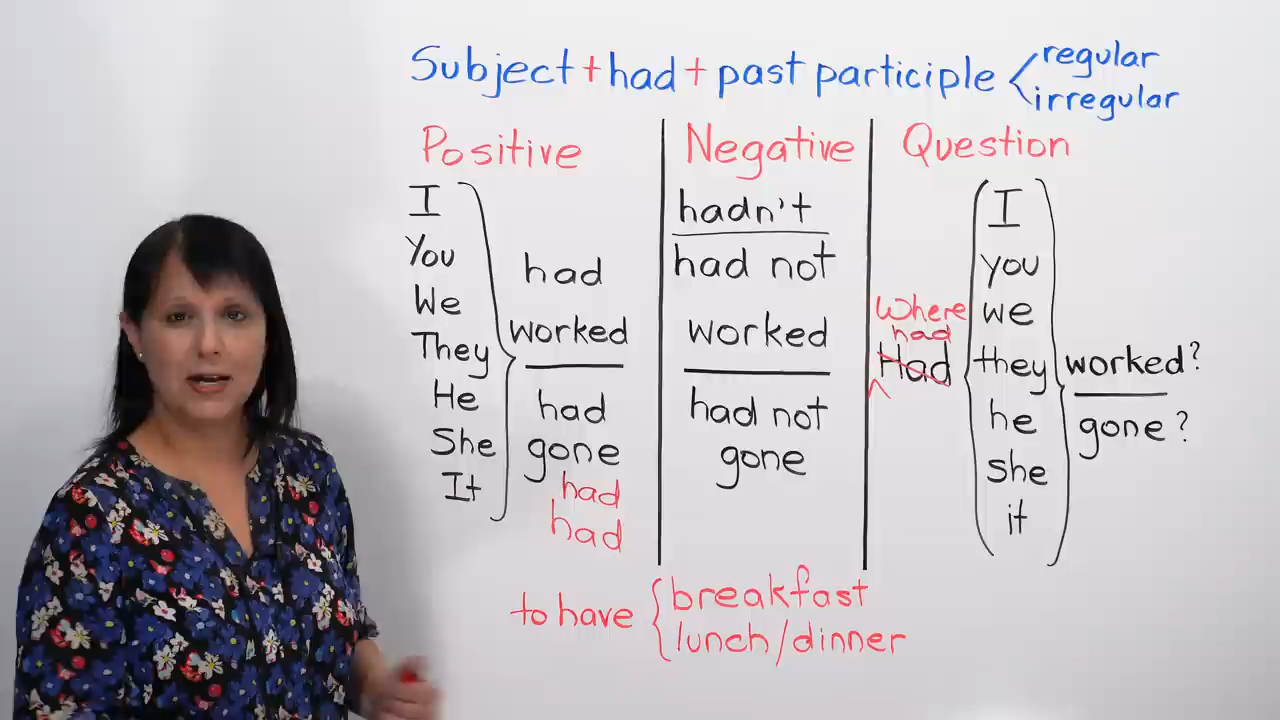 Subject + had + past participle
regular
irregular
Positive
I
You
We
They
He
She
It
had
worked
had
gone
had
had
Negative
hadn't
had not
worked
had not
gone
Question
Where
had
Had
I
you
we
they
he
she
it
worked?
gone?
to have
breakfast
lunch/dinner